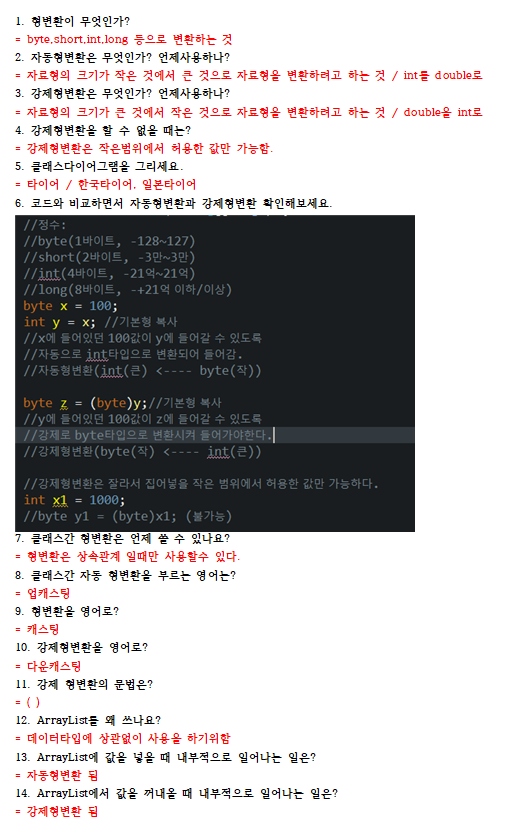 1. 형변환이 무엇인가?
= byte,short,int,long 등으로 변환하는 것
2. 자동형변환은 무엇인가? 언제사용하나?
= 자료형의 크기가 작은 것에서 큰 것으로 자료형을 변환하려고 하는 것 / int를 double로
3. 강제형변환은 무엇인가? 언제사용하나?
= 자료형의 크기가 큰 것에서 작은 것으로 자료형을 변환하려고 하는 것 / double을 int로
4. 강제형변환을 할 수 없을 때는?
= 강제형변환은 작은범위에서 허용한 값만 가능함.
5. 클래스다이어그램을 그리세요.
= 타이어 / 한국타이어, 일본타이어
6. 코드와 비교하면서 자동형변환과 강제형변환 확인해보세요.
//정수:
//byte(1바이트, -128~127)
//short(2바이트, -3만~3만)
//int(4바이트, -21억~21억)
//long(8바이트, -+21억 이하/이상)
byte x = 100;
int y = x; //기본형 복사
//x에 들어있던 100값이 y에 들어갈 수 있도록
//자동으로 int타입으로 변환되어 들어감.
//자동형변환(int(큰) <---- byte(작))
byte z = (byte)y;//기본형 복사
//y에 들어있던 100값이 z에 들어갈 수 있도록
//강제로 byte타입으로 변환시켜 들어가야한다.
//강제형변환(byte(작) <---- int(큰))
//강제형변환은 잘라서 집어넣을 작은 범위에서 허용한 값만 가능하다.
int x1 = 1000;
//byte y1 = (byte)x1; (불가능)
7. 클래스간 형변환은 언제 쓸 수 있나요?
= 형변환은 상속관계 일때만 사용할수 있다.
8. 클래스간 자동 형변환을 부르는 영어는?
= 업캐스팅
9. 형변환을 영어로?
= 캐스팅
10. 강제형변환을 영어로?
= 다운캐스팅
11. 강제 형변환의 문법은?
= ( )
12. ArrayList를 왜 쓰나요?
= 데이터타입에 상관없이 사용을 하기위함
13. ArrayList에 값을 넣을 때 내부적으로 일어나는 일은?
= 자동형변환 됨
14. ArrayList에서 값을 꺼내올 때 내부적으로 일어나는 일은?
= 강제형변환 됨